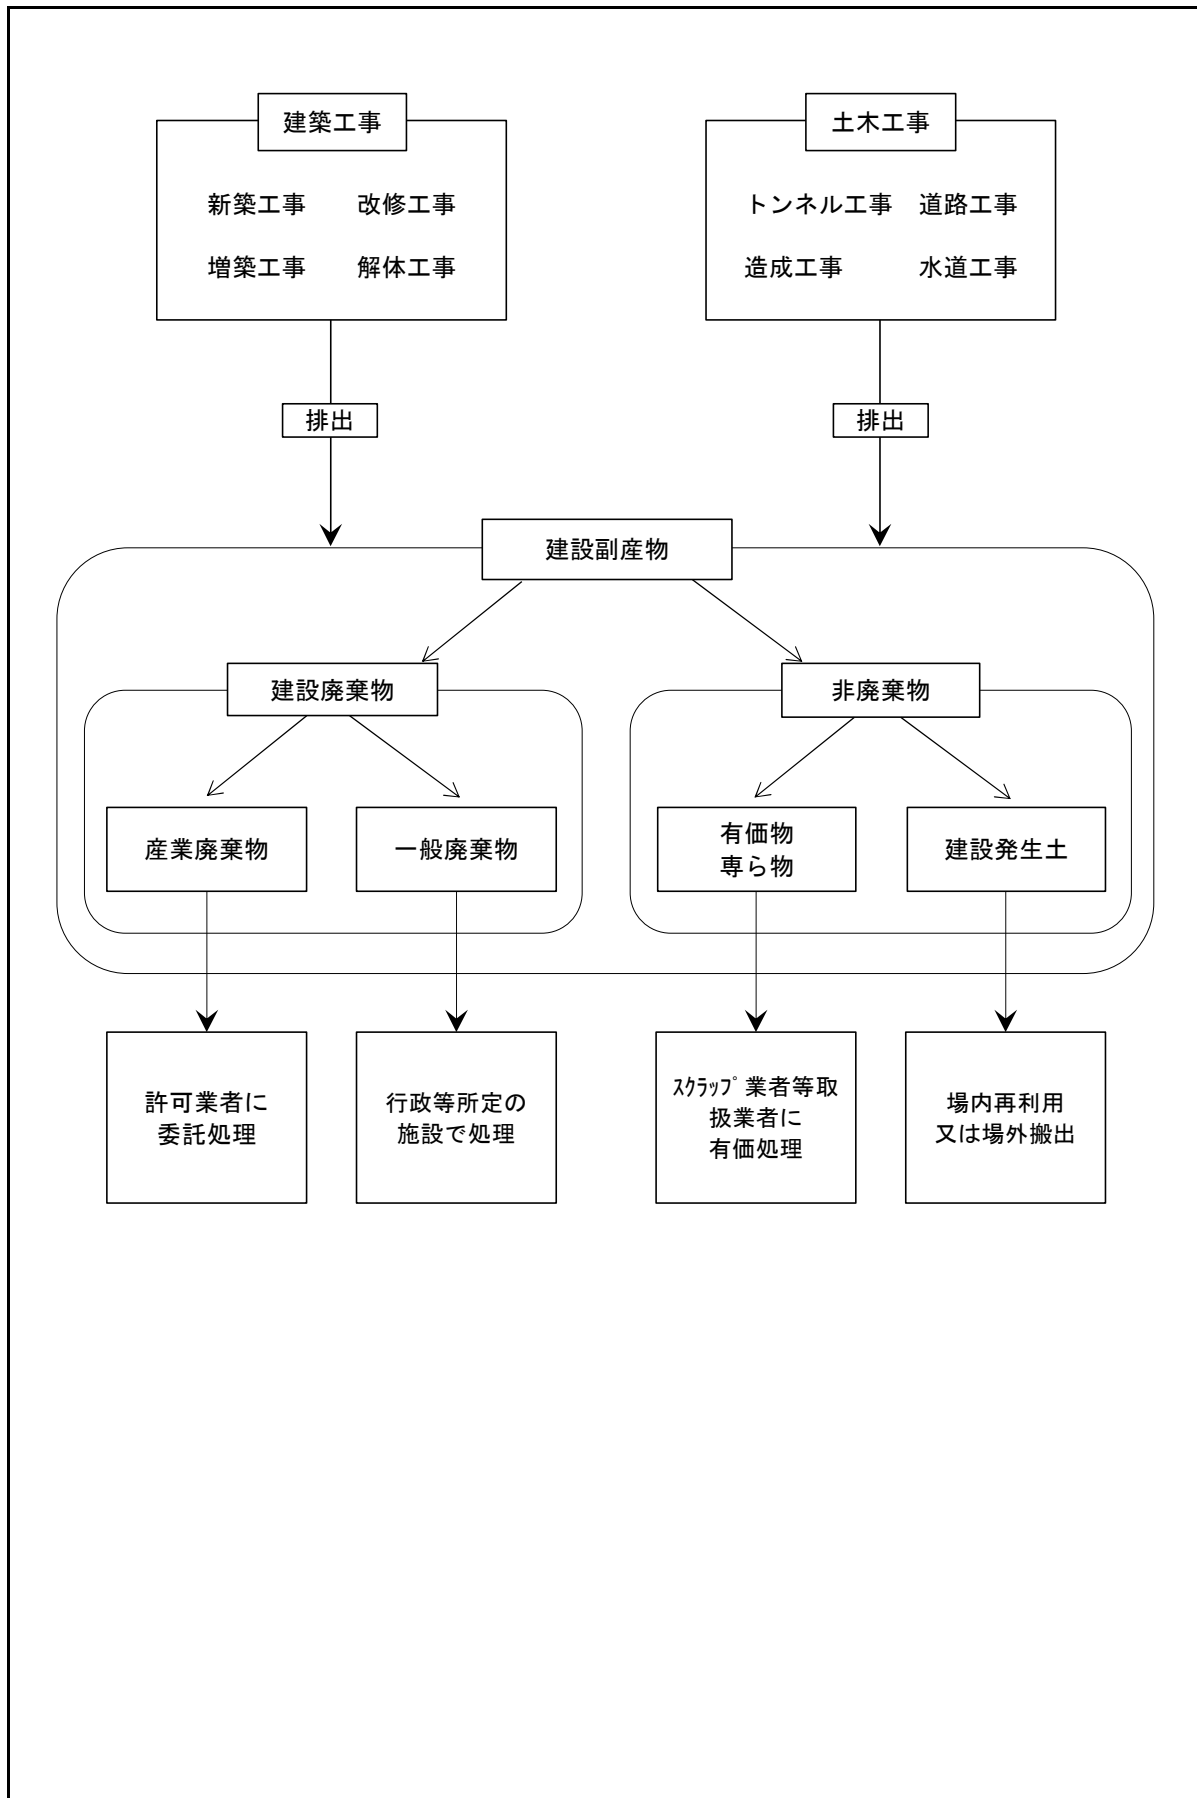 建築工事
土木工事
新築工事 改修工事
トンネル工事 道路工事
増築工事 解体工事
造成工事 水道工事
排出
排出
建設副産物
建設廃棄物
非廃棄物
産業廃棄物
一般廃棄物
有価物
専ら物
建設発生土
許可業者に
委託処理
行政等所定の
施設で処理
ｽｸﾗｯﾌﾟ業者等取
扱業者に
有価処理
場内再利用
又は場外搬出